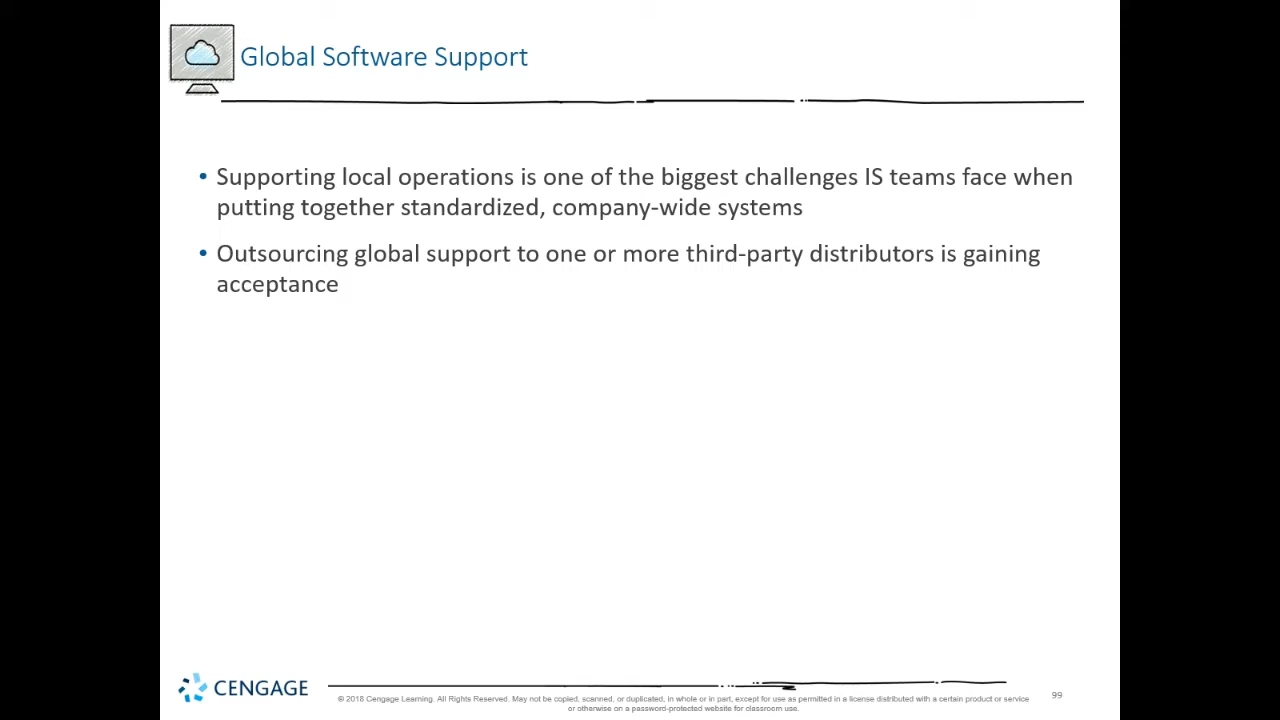 Global Software Support
• Supporting local operations is one of the biggest challenges IS teams face when
putting together standardized, company-wide systems
• Outsourcing global support to one or more third-party distributors is gaining
acceptance
CENGAGE
© 2018 Cengage Learning. All Rights Reserved. May not be copied, scanned, or duplicated, in whole or in part, except for use as permitted in a license distributed with a certain product or service
or otherwise on a password-protected website for classroom use.
99